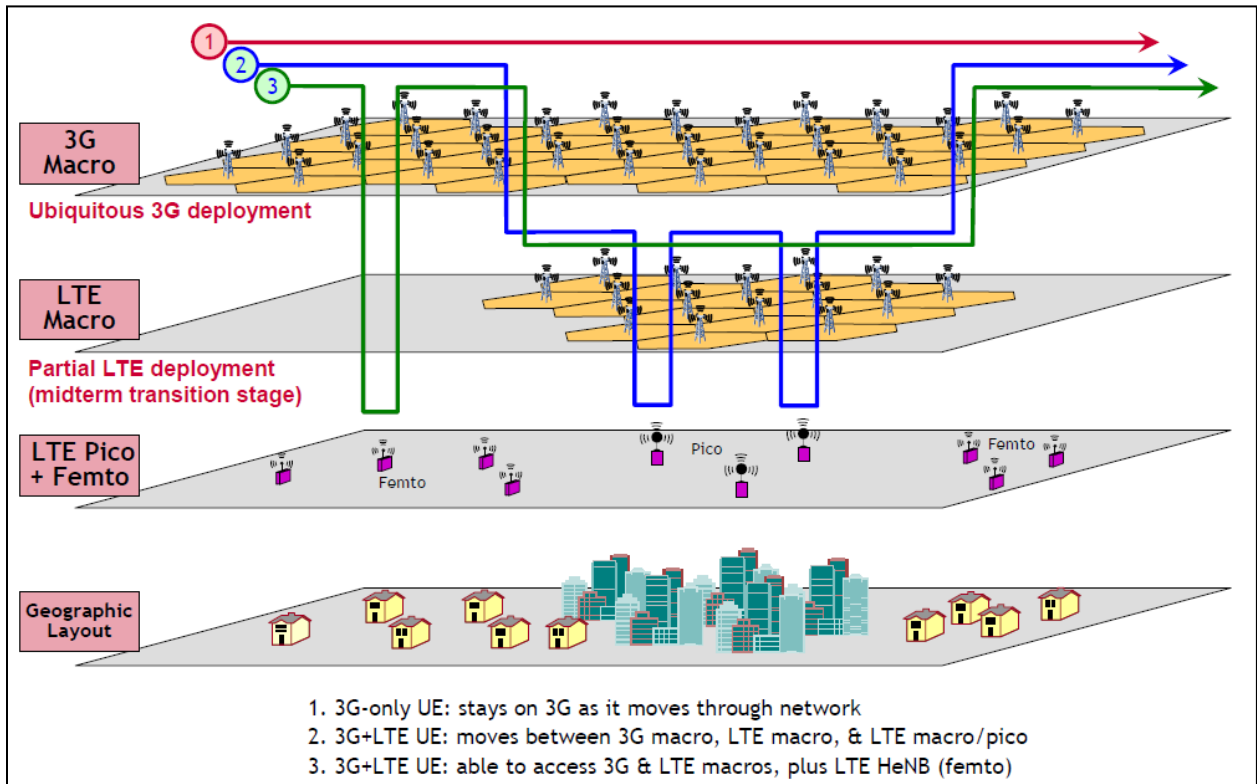 1
2
3
3G
Macro
Ubiquitous 3G deployment
LTE
Macro
Partial LTE deployment
(midterm transition stage)
LTE Pico
+ Femto
Femto
Pico
Femto
Geographic
Layout
1. 3G-only UE: stays on 3G as it moves through network
2. 3G+LTE UE: moves between 3G macro, LTE macro, & LTE macro/pico
3. 3G+LTE UE: able to access 3G & LTE macros, plus LTE HeNB (femto)